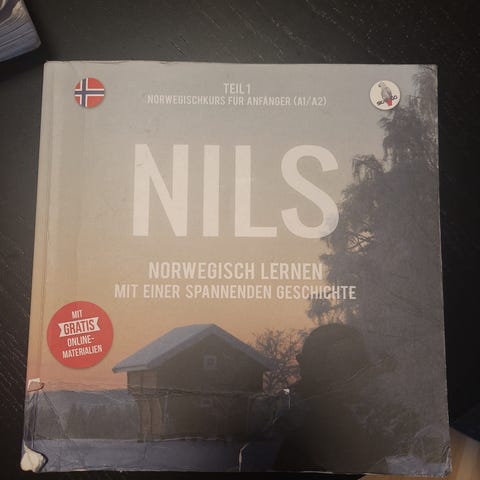 TEIL 1
NORWEGISCHKURS FÜR ANFÄNGER (A1/A2)
NILS
NORWEGISCH LERNEN
MIT EINER SPANNENDEN GESCHICHTE
MIT
GRATIS
ONLINE-
MATERIALIEN